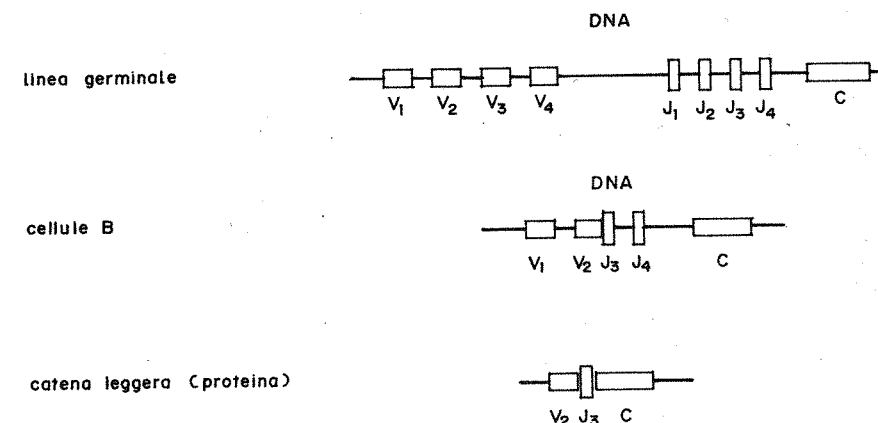 DNA
linea germinale
V1 V2 V3 V4 J1 J2 J3 J4 C
DNA
cellule B
V1 V2 J3 J4 C
catena leggera (proteina)
V2 J3 C